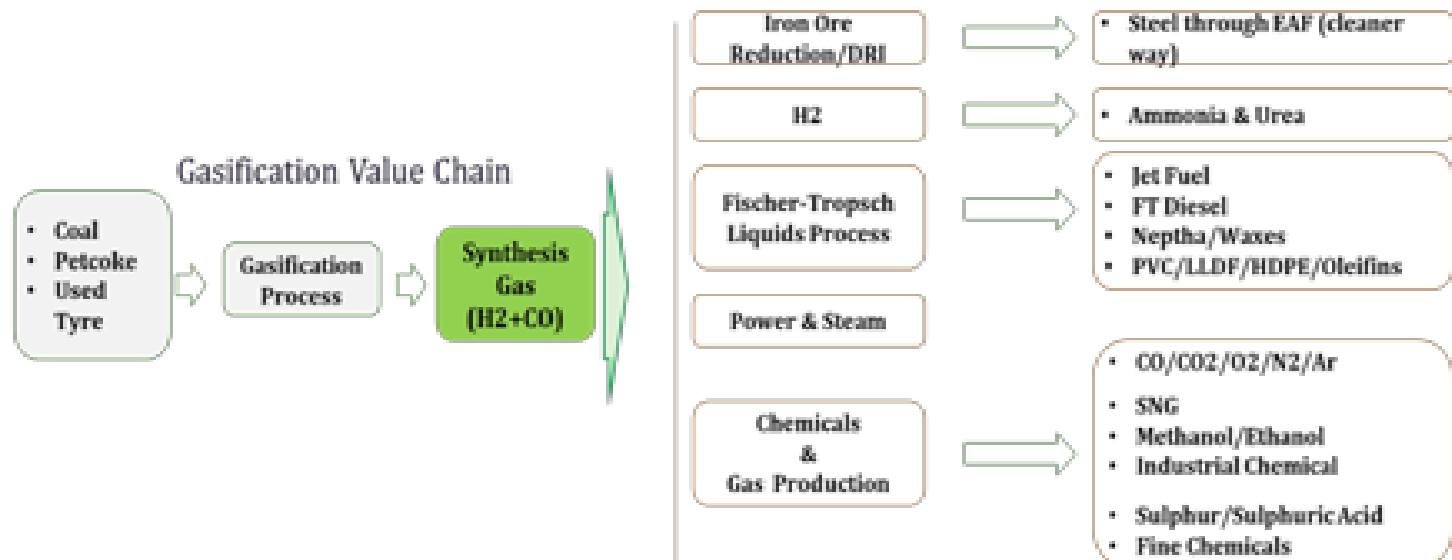 Gasification Value Chain
• Coal
• Petcoke
• Used
Tyre
Gasification
Process
Synthesis
Gas
(H2+CO)
Iron Ore
Reduction/DRI
• Steel through EAF (cleaner
way)
H2
• Ammonia & Urea
Fischer-Tropsch
Liquids Process
• Jet Fuel
• FT Diesel
• Neptha/Waxes
• PVC/LLDF/HDPE/Oleifins
Power & Steam
Chemicals
&
Gas Production
• CO/CO2/O2/N2/Ar
• SNG
• Methanol/Ethanol
• Industrial Chemical
• Sulphur/Sulphuric Acid
• Fine Chemicals